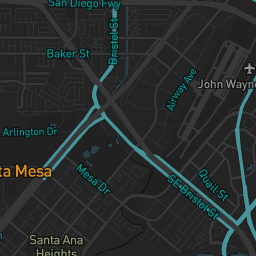 San Diego Fwy
Bristol St
Baker St
Airway Ave
John Wayne
Arlington Dr
ta Mesa
Mesa Dr
Quail St
SE Bristol St
Santa Ana
Heights